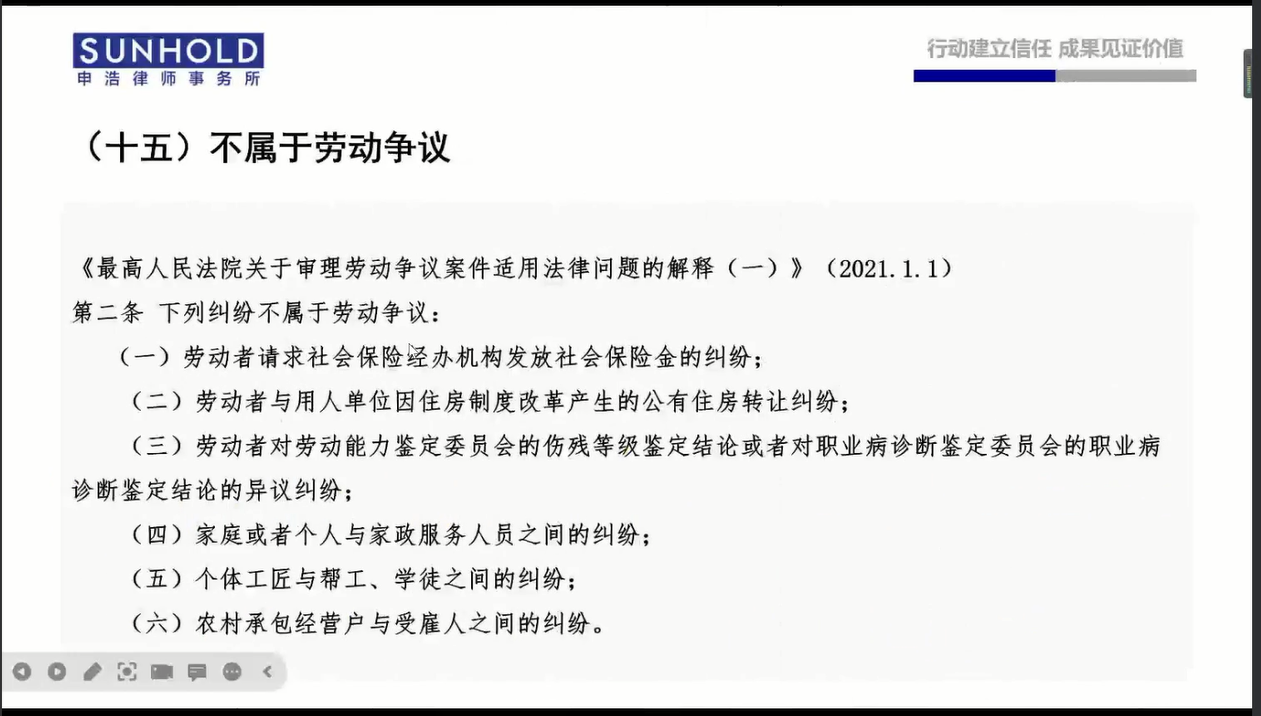 SUNHOLD
申浩律师事务所
行动建立信任 成果见证价值
（十五）不属于劳动争议
《最高人民法院关于审理劳动争议案件适用法律问题的解释（一）》（2021.1.1）
第二条 下列纠纷不属于劳动争议：
（一）劳动者请求社会保险经办机构发放社会保险金的纠纷；
（二）劳动者与用人单位因住房制度改革产生的公有住房转让纠纷；
（三）劳动者对劳动能力鉴定委员会的伤残等级鉴定结论或者对职业病诊断鉴定委员会的职业病
诊断鉴定结论的异议纠纷；
（四）家庭或者个人与家政服务人员之间的纠纷；
（五）个体工匠与帮工、学徒之间的纠纷；
（六）农村承包经营户与受雇人之间的纠纷。